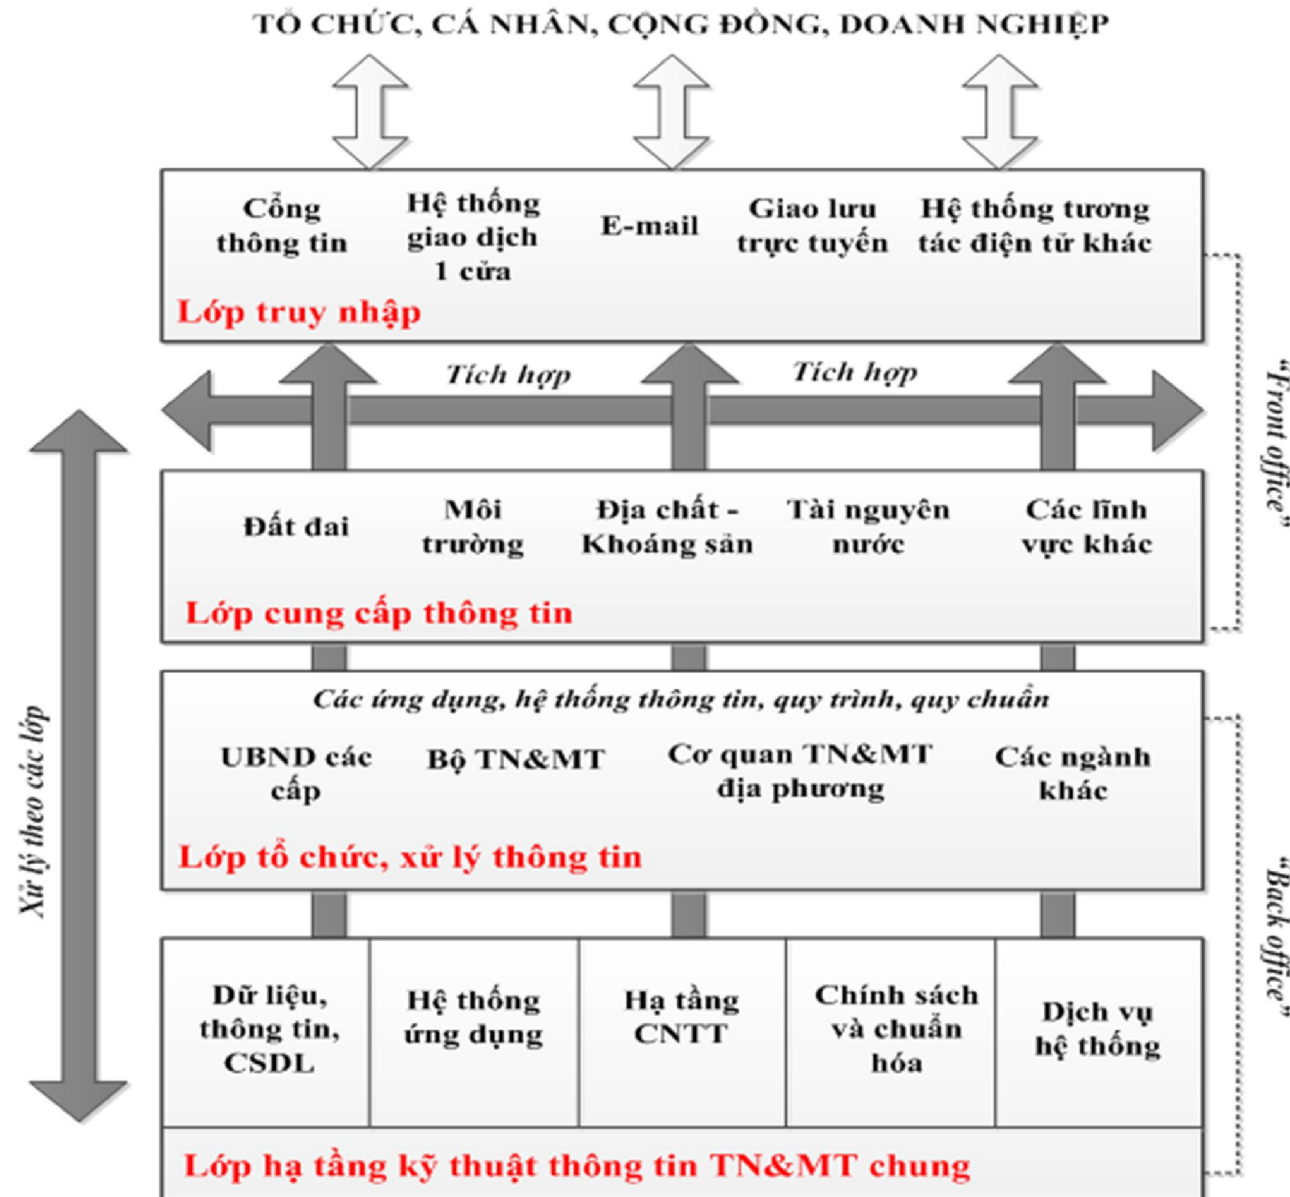 TỔ CHỨC, CÁ NHÂN, CỘNG ĐỒNG, DOANH NGHIỆP
Cổng
thông tin
Hệ thống
giao dịch
1 cửa
E-mail
Giao lưu
trực tuyến
Hệ thống tương
tác điện tử khác
Lớp truy nhập
Tích hợp
Tích hợp
"Front office"
Đất đai
Môi
trường
Địa chất -
Khoáng sản
Tài nguyên
nước
Các lĩnh
vực khác
Lớp cung cấp thông tin
Xử lý theo các lớp
Các ứng dụng, hệ thống thông tin, quy trình, quy chuẩn
UBND các
cấp
Bộ TN&MT
Cơ quan TN&MT
địa phương
Các ngành
khác
Lớp tổ chức, xử lý thông tin
"Back office"
Dữ liệu,
thông tin,
CSDL
Hệ thống
ứng dụng
Hạ tầng
CNTT
Chính sách
và chuẩn
hóa
Dịch vụ
hệ thống
Lớp hạ tầng kỹ thuật thông tin TN&MT chung